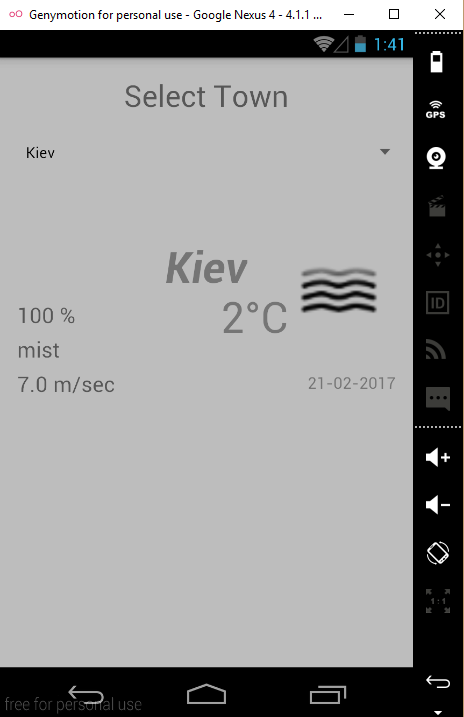 Genymotion for personal use - Google Nexus 4 - 4.1.1 ...
1:41
GPS
Select Town
Kiev
Kiev
2°C
100 %
mist
7.0 m/sec
21-02-2017
ID
1:1
free for personal use